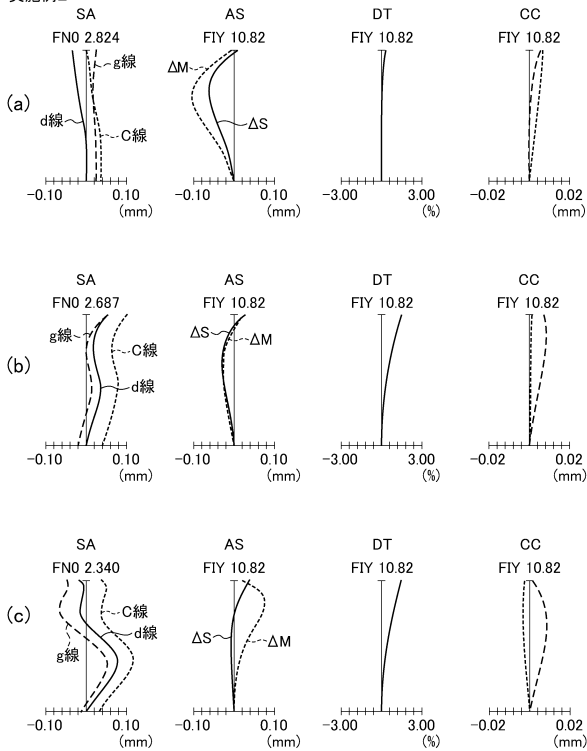 SA AS DT CC
FNO 2.824 FIY 10.82 FIY 10.82 FIY 10.82
g線
ΔM
(a)
d線
C線
ΔS
-0.10 0.10 -0.10 0.10 -3.00 3.00 -0.02 0.02
(mm) (mm) (%) (mm)
SA AS DT CC
FNO 2.687 FIY 10.82 FIY 10.82 FIY 10.82
g線
ΔS
ΔM
C線
(b)
d線
-0.10 0.10 -0.10 0.10 -3.00 3.00 -0.02 0.02
(mm) (mm) (%) (mm)
SA AS DT CC
FNO 2.340 FIY 10.82 FIY 10.82 FIY 10.82
(c)
C線
d線
ΔS
ΔM
g線
-0.10 0.10 -0.10 0.10 -3.00 3.00 -0.02 0.02
(mm) (mm) (%) (mm)